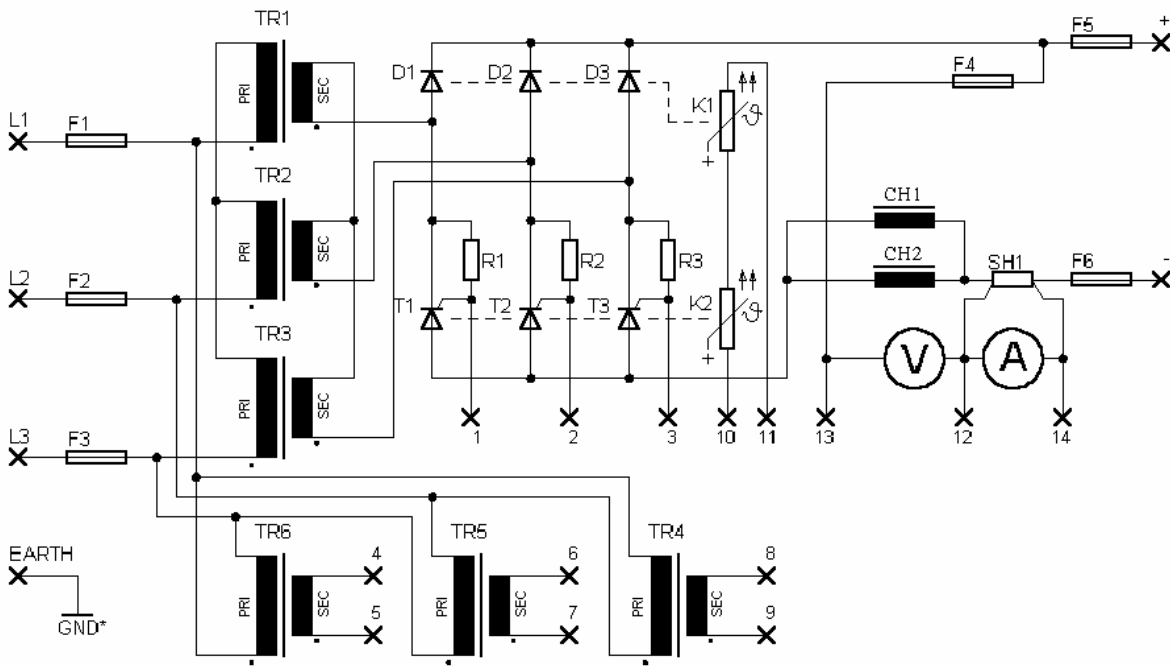 TR1
F5
+
D1
D2
D3
F4
PRI
SEC
K1
ϑ
+
L1
F1
TR2
CH1
PRI
SEC
R1
R2
R3
CH2
SH1
F6
-
L2
F2
T1
T2
T3
K2
ϑ
+
TR3
V
A
PRI
SEC
1
2
3
10
11
13
12
14
L3
F3
TR6
TR5
TR4
EARTH
4
6
8
PRI
SEC
PRI
SEC
PRI
SEC
5
7
9
GND*